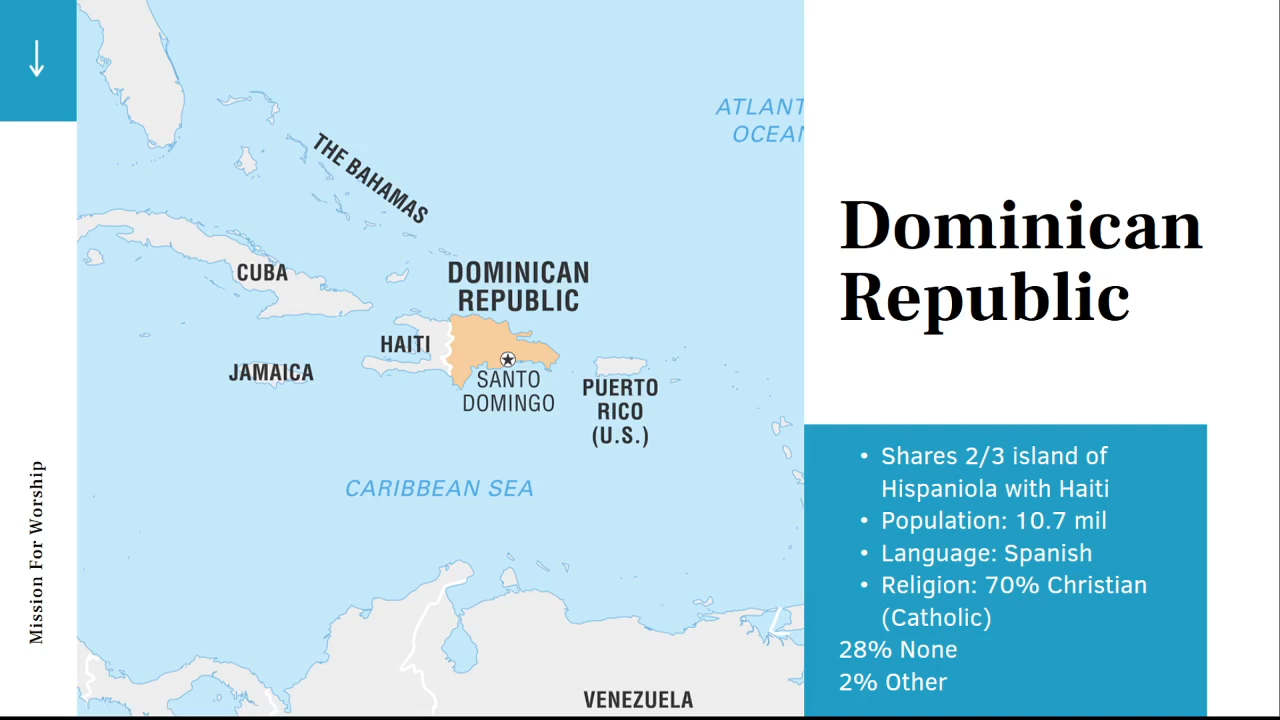 ATLANT
OCEAN
THE BAHAMAS
CUBA
DOMINICAN
REPUBLIC
HAITI
JAMAICA
SANTO
DOMINGO
PUERTO
RICO
(U.S.)
CARIBBEAN SEA
VENEZUELA
Mission For Worship
Dominican
Republic
• Shares 2/3 island of
Hispaniola with Haiti
• Population: 10.7 mil
• Language: Spanish
• Religion: 70% Christian
(Catholic)
28% None
2% Other